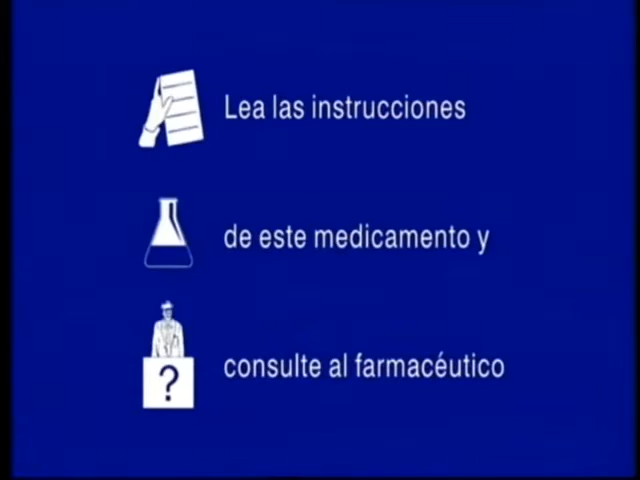 Lea las instrucciones
de este medicamento y
consulte al farmacéutico
?